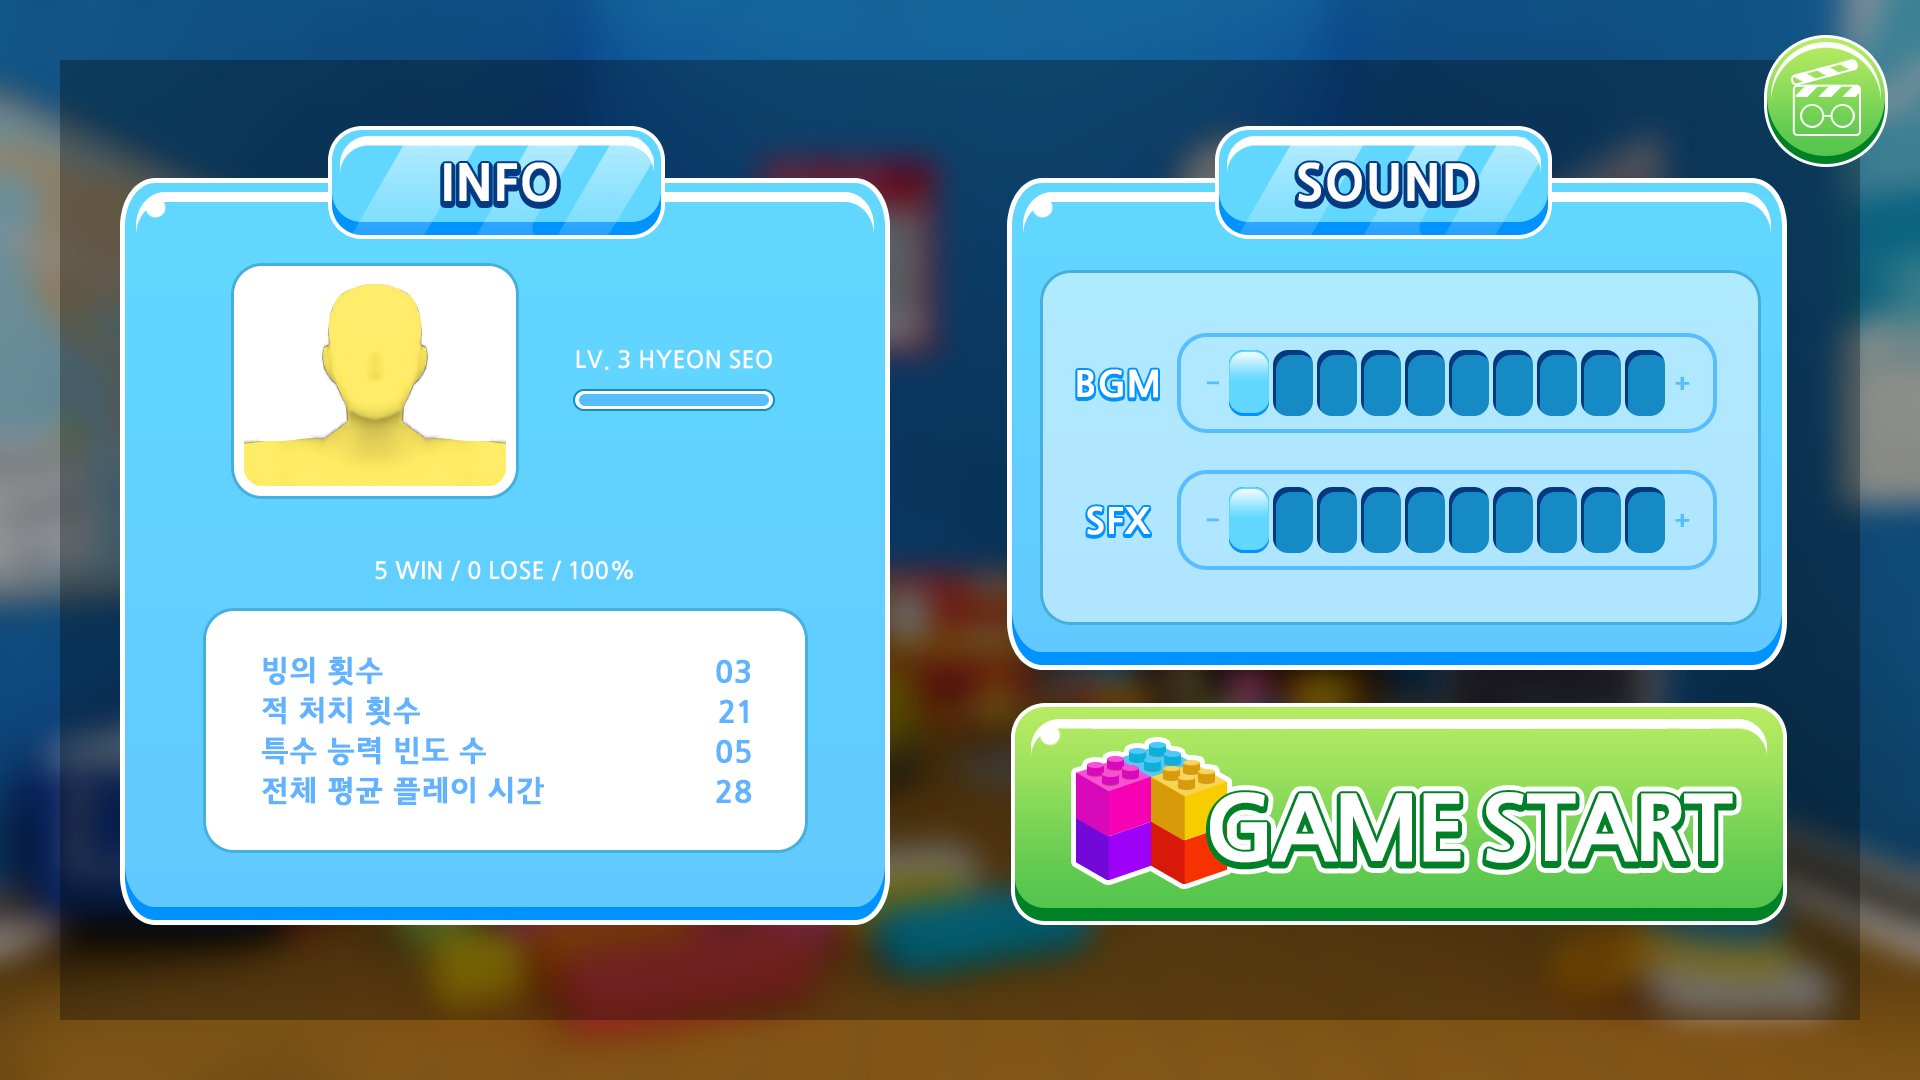 INFO
LV. 3 HYEON SEO
5 WIN / 0 LOSE / 100%
빙의 횟수 03
적 처치 횟수 21
특수 능력 빈도 수 05
전체 평균 플레이 시간 28
SOUND
BGM - +
SFX - +
GAME START